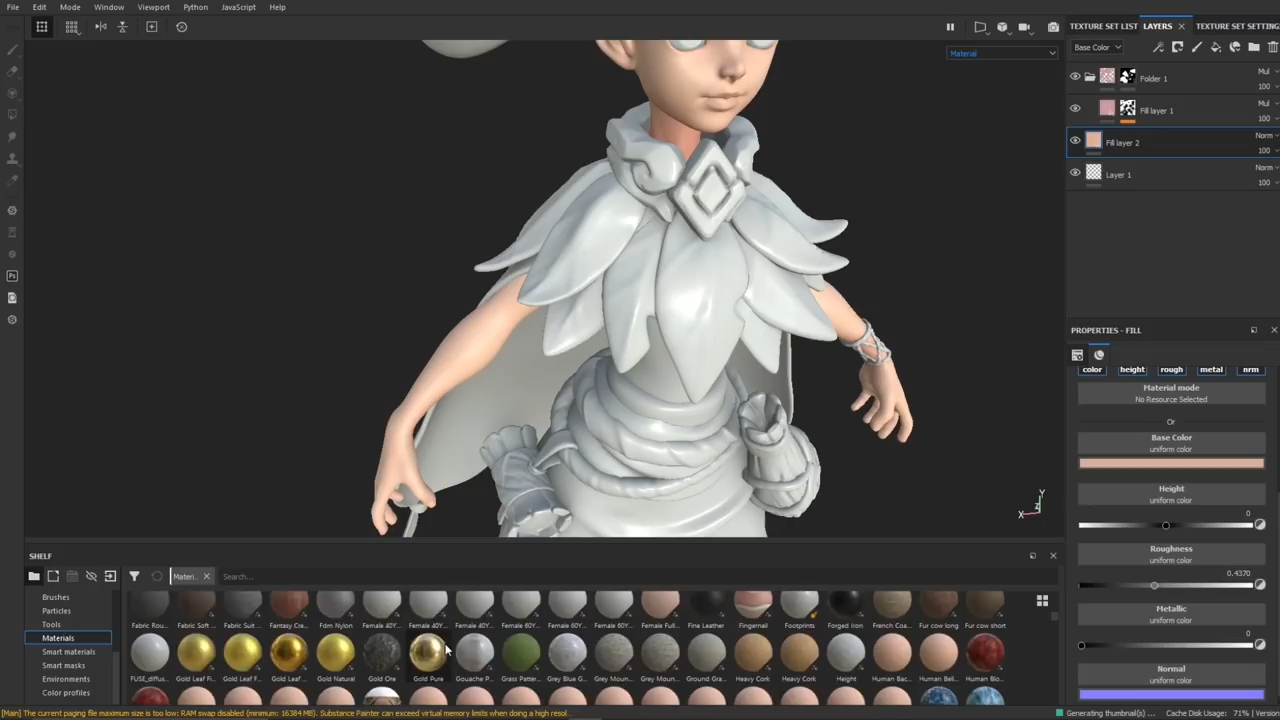 File Edit Mode Window Viewport Python JavaScript Help
TEXTURE SET LIST LAYERS TEXTURE SET SETTING
Material
Base Color
Folder 1
Mul
100
Fill layer 1
Mul
100
Fill layer 2
Norm
100
Layer 1
Norm
100
Ps
PROPERTIES - FILL
color height rough metal nrm
Material mode
No Resource Selected
Or
Base Color
uniform color
Height
uniform color
0
Roughness
uniform color
0.4370
Metallic
uniform color
0
Normal
uniform color
Y
Z
X
SHELF
Materi...
Search...
Brushes
Particles
Tools
Materials
Smart materials
Smart masks
Environments
Color profiles
Fabric Rou... Fabric Soft ... Fabric Suit ... Fantasy Cre... Fdm Nylon Female 40Y... Female 40Y... Female 40Y... Female 60Y... Female 60Y... Female 60Y... Female Full... Fine Leather Fingernail Footprints Forged Iron French Coa... Fur cow long Fur cow short
FUSE_diffus... Gold Leaf Fi... Gold Leaf F... Gold Leaf ... Gold Natural Gold Ore Gold Pure Gouache P... Grass Patter... Grey Blue G... Grey Moun... Grey Moun... Heavy Cork Heavy Cork Height Human Bac... Human Bell... Human Blo...
[Main] The current paging file maximum size is too low: RAM swap disabled (minimum: 16384 MB). Substance Painter can exceed virtual memory limits when doing a high resol...
Generating thumbnail(s) ... Cache Disk Usage: 71% | Version